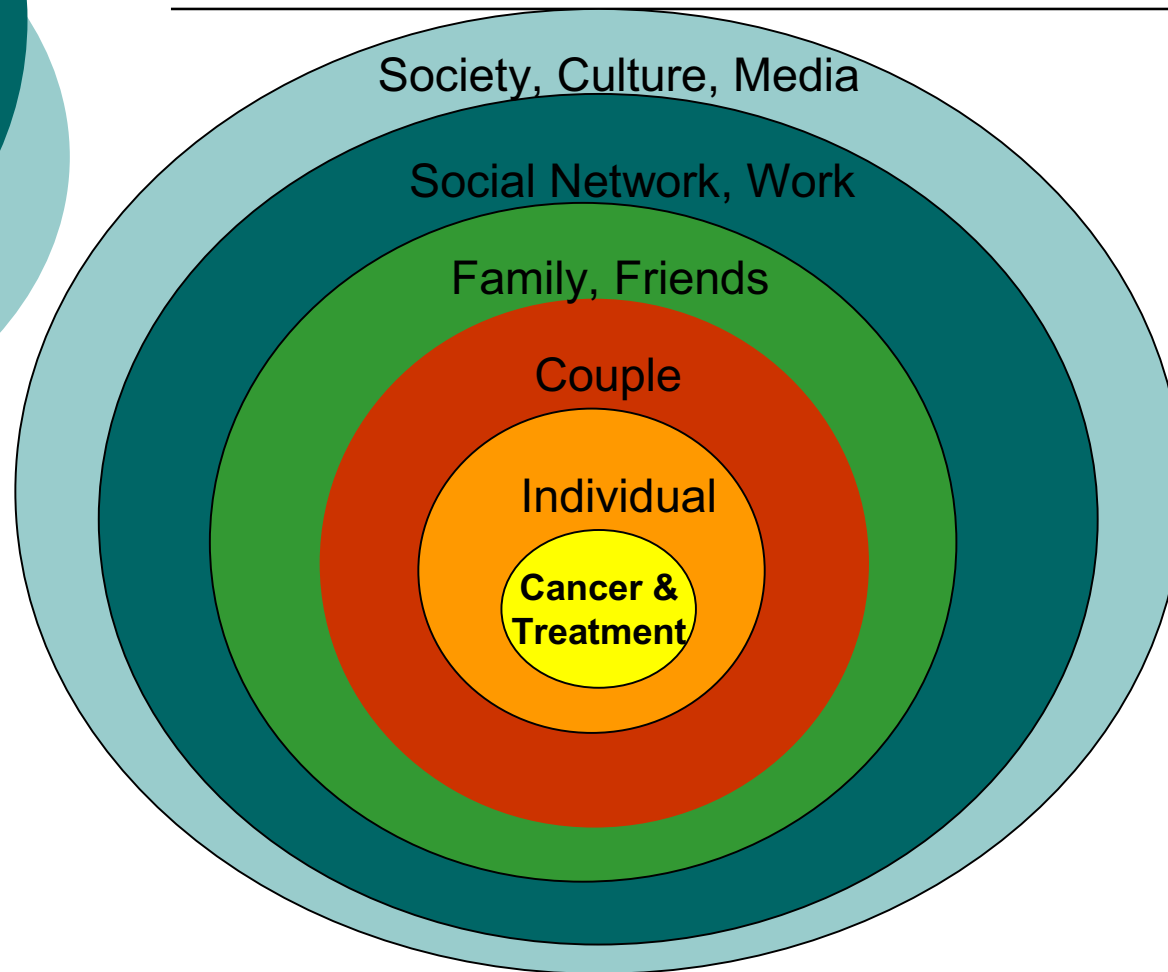 Society, Culture, Media
Social Network, Work
Family, Friends
Couple
Individual
Cancer &
Treatment